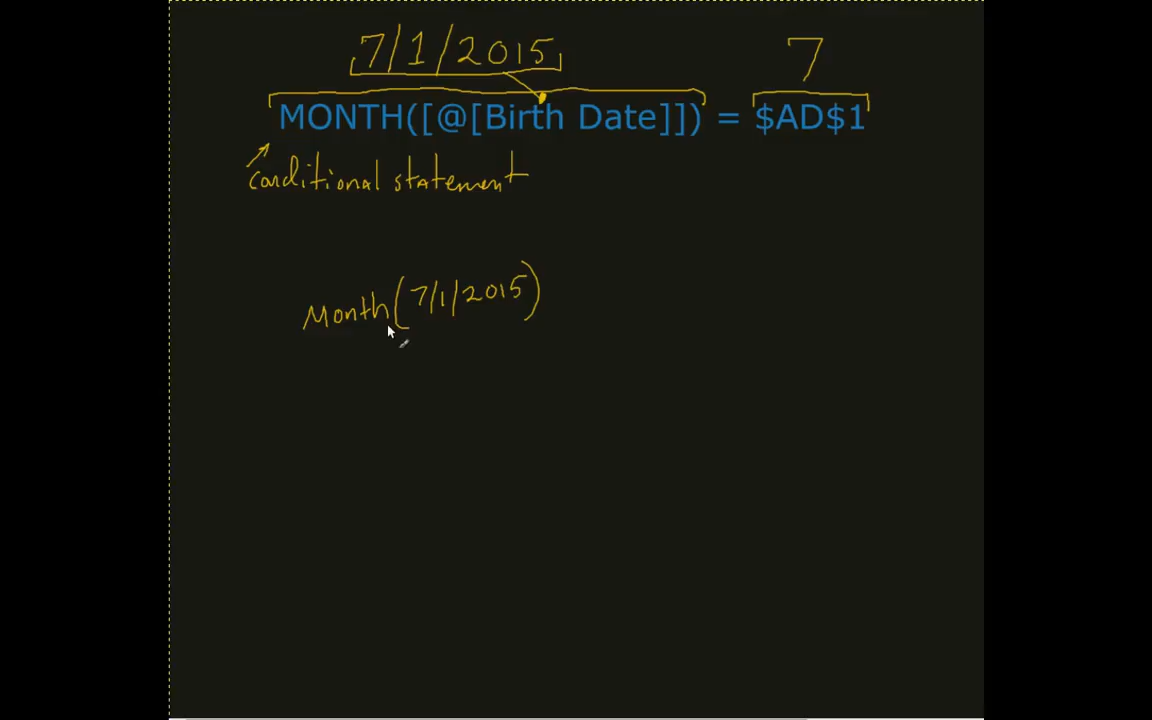 7/1/2015 7
MONTH([@[Birth Date]]) = $AD$1
conditional statement
Month(7/1/2015)